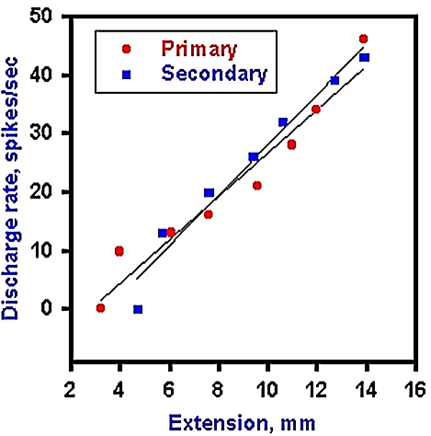 50
Primary
Secondary
40
30
20
10
0
Discharge rate, spikes/sec
2 4 6 8 10 12 14 16
Extension, mm